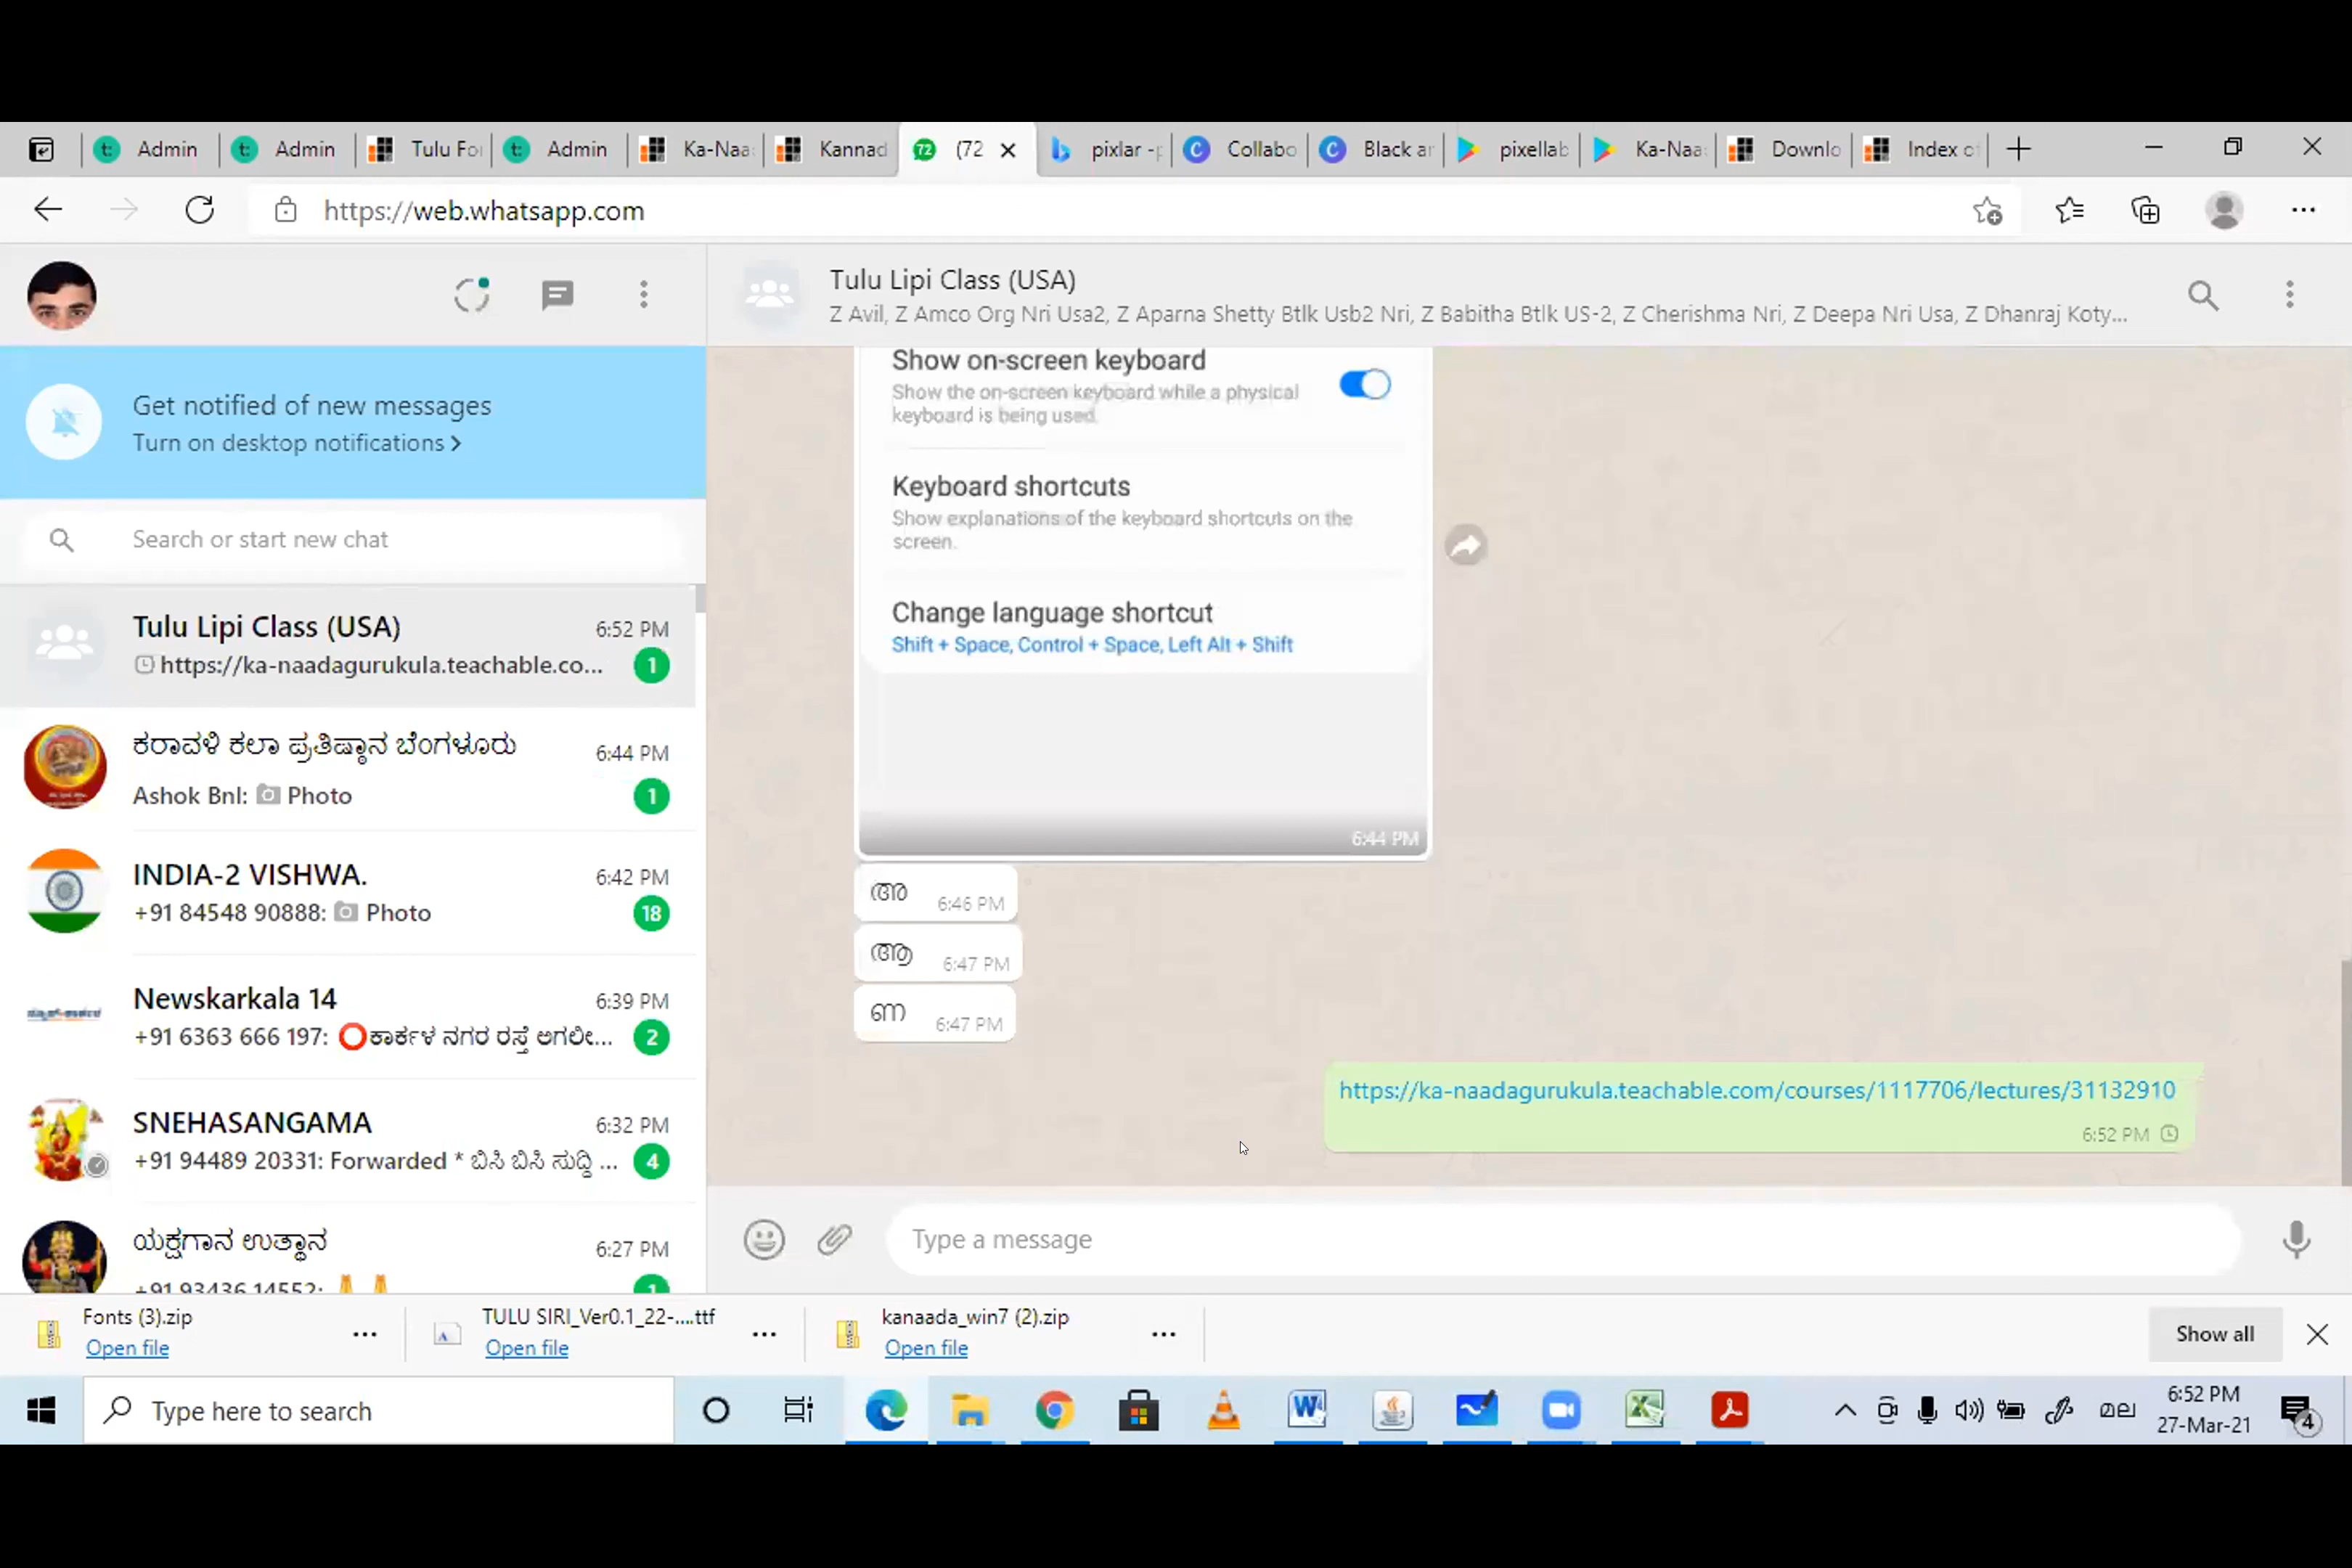 Admin
Admin
Tulu Fo
Admin
Ka-Naa
Kannad
72
(72
pixlar -
Collabo
Black ar
pixellab
Ka-Naa
Downlo
Index o
https://web.whatsapp.com
Tulu Lipi Class (USA)
Z Avil, Z Amco Org Nri Usa2, Z Aparna Shetty Btlk Usb2 Nri, Z Babitha Btlk US-2, Z Cherishma Nri, Z Deepa Nri Usa, Z Dhanraj Koty...
Get notified of new messages
Turn on desktop notifications >
Search or start new chat
Tulu Lipi Class (USA)
6:52 PM
https://ka-naadagurukula.teachable.co...
1
ಕರಾವಳಿ ಕಲಾ ಪ್ರತಿಷ್ಠಾನ ಬೆಂಗಳೂರು
6:44 PM
Ashok Bnl: Photo
1
INDIA-2 VISHWA.
6:42 PM
+91 84548 90888: Photo
18
Newskarkala 14
6:39 PM
+91 6363 666 197: ⭕ಕಾರ್ಕಳ ನಗರ ರಸ್ತೆ ಅಗಲೀ...
2
SNEHASANGAMA
6:32 PM
+91 94489 20331: Forwarded * ಬಿಸಿ ಬಿಸಿ ಸುದ್ದಿ ...
4
ಯಕ್ಷಗಾನ ಉತ್ಥಾನ
6:27 PM
+91 93436 14552: 🙏 🙏
1
Show on-screen keyboard
Show the on-screen keyboard while a physical
keyboard is being used.
Keyboard shortcuts
Show explanations of the keyboard shortcuts on the
screen.
Change language shortcut
Shift + Space, Control + Space, Left Alt + Shift
6:44 PM
അ
6:46 PM
ആ
6:47 PM
ണ
6:47 PM
https://ka-naadagurukula.teachable.com/courses/1117706/lectures/31132910
6:52 PM
Type a message
Fonts (3).zip
Open file
TULU SIRI_Ver0.1_22-....ttf
Open file
kanaada_win7 (2).zip
Open file
Show all
Type here to search
മല
6:52 PM
27-Mar-21
4